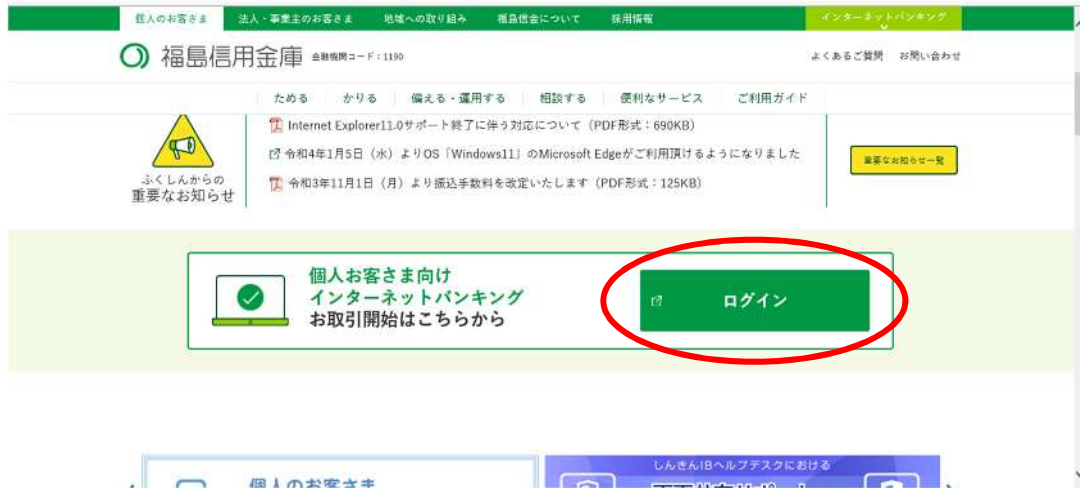 個人のお客さま 法人・事業主のお客さま 地域への取り組み 福島信金について 採用情報 インターネットバンキング
福島信用金庫 金融機関コード：1190 よくあるご質問 お問い合わせ
ためる かりる 備える・運用する 相談する 便利なサービス ご利用ガイド
Internet Explorer11.0サポート終了に伴う対応について（PDF形式：690KB）
令和4年1月5日（水）よりOS「Windows11」のMicrosoft Edgeがご利用頂けるようになりました
令和3年11月1日（月）より振込手数料を改定いたします（PDF形式：125KB）
ふくしんからの
重要なお知らせ
重要なお知らせ一覧
個人お客さま向け
インターネットバンキング
お取引開始はこちらから
ログイン
個人のお客さま
しんきんIBヘルプデスクにおける